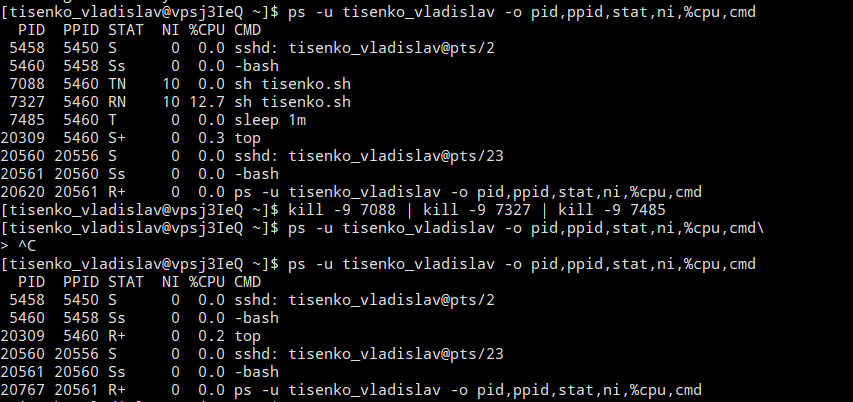 [tisenko_vladislav@vpsj3IeQ ~]$ ps -u tisenko_vladislav -o pid,ppid,stat,ni,%cpu,cmd
  PID  PPID STAT  NI %CPU CMD
 5458  5450 S      0  0.0 sshd: tisenko_vladislav@pts/2
 5460  5458 Ss     0  0.0 -bash
 7088  5460 TN    10  0.0 sh tisenko.sh
 7327  5460 RN    10 12.7 sh tisenko.sh
 7485  5460 T      0  0.0 sleep 1m
20309  5460 S+     0  0.3 top
20560 20556 S      0  0.0 sshd: tisenko_vladislav@pts/23
20561 20560 Ss     0  0.0 -bash
20620 20561 R+     0  0.0 ps -u tisenko_vladislav -o pid,ppid,stat,ni,%cpu,cmd
[tisenko_vladislav@vpsj3IeQ ~]$ kill -9 7088 | kill -9 7327 | kill -9 7485
[tisenko_vladislav@vpsj3IeQ ~]$ ps -u tisenko_vladislav -o pid,ppid,stat,ni,%cpu,cmd\
> ^C
[tisenko_vladislav@vpsj3IeQ ~]$ ps -u tisenko_vladislav -o pid,ppid,stat,ni,%cpu,cmd
  PID  PPID STAT  NI %CPU CMD
 5458  5450 S      0  0.0 sshd: tisenko_vladislav@pts/2
 5460  5458 Ss     0  0.0 -bash
20309  5460 R+     0  0.2 top
20560 20556 S      0  0.0 sshd: tisenko_vladislav@pts/23
20561 20560 Ss     0  0.0 -bash
20767 20561 R+     0  0.0 ps -u tisenko_vladislav -o pid,ppid,stat,ni,%cpu,cmd